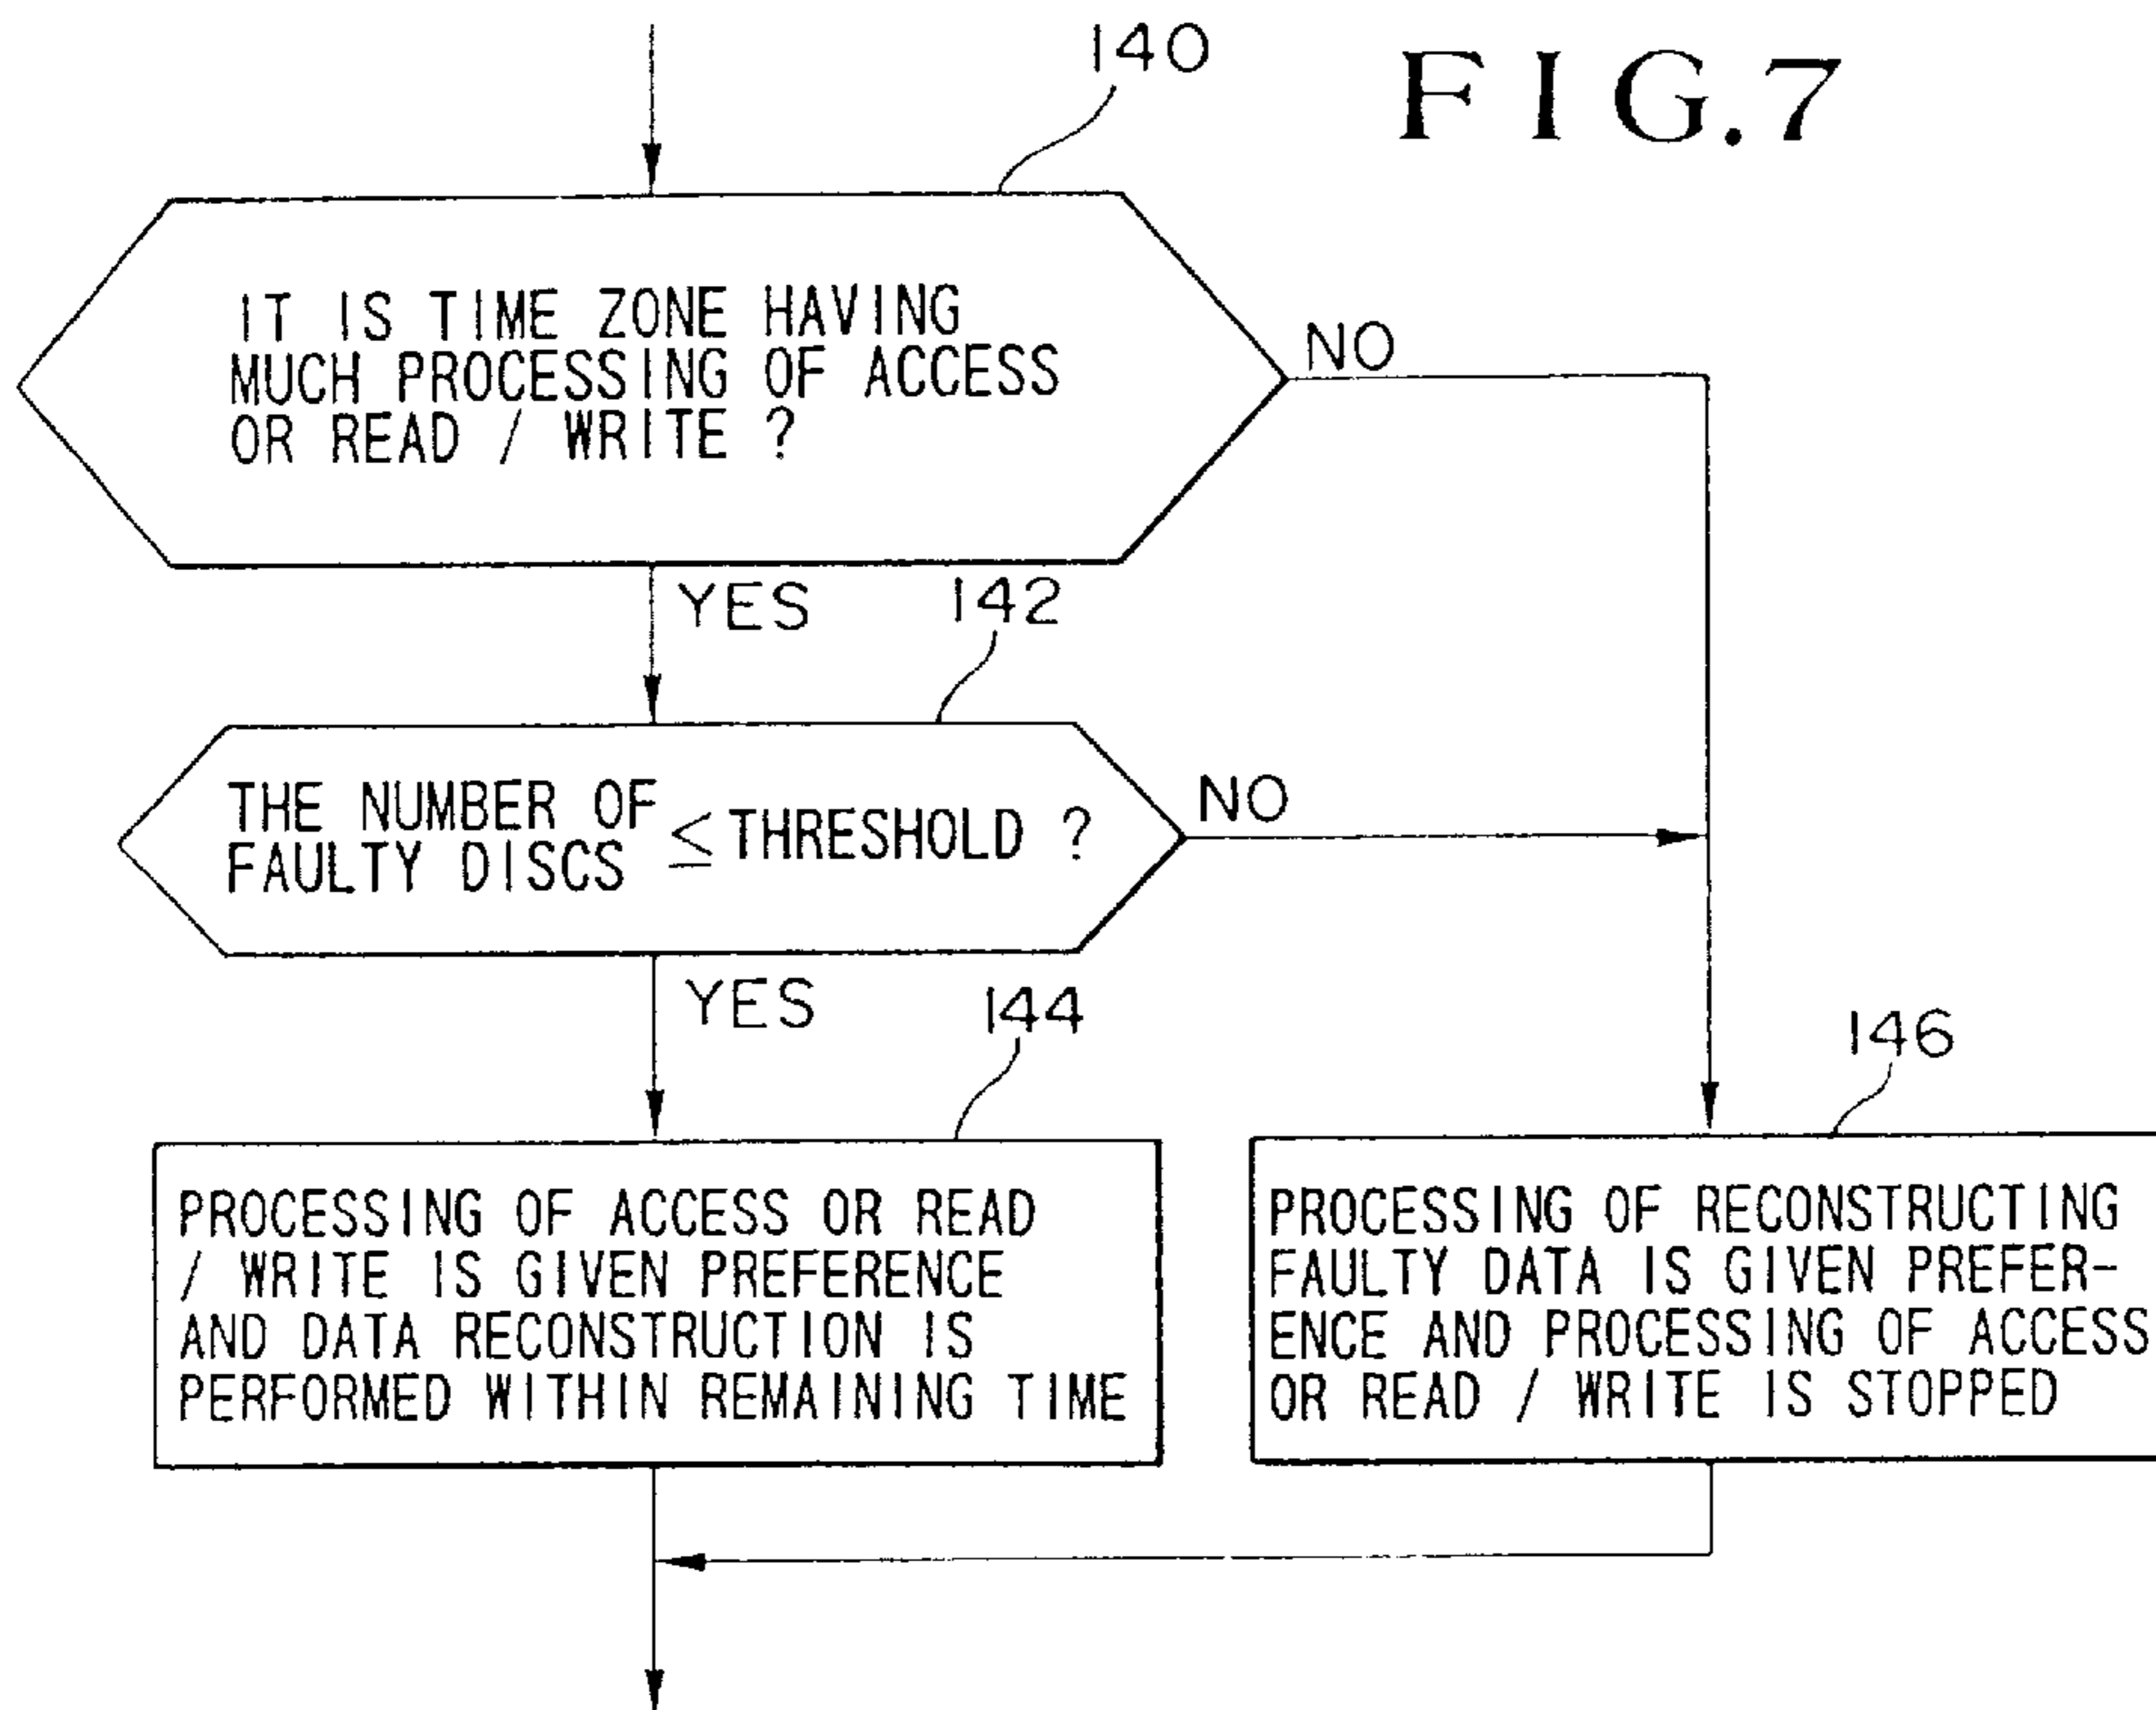 140
FIG.7
IT IS TIME ZONE HAVING
MUCH PROCESSING OF ACCESS
OR READ / WRITE ?
NO
YES
142
THE NUMBER OF
FAULTY DISCS ≤ THRESHOLD ?
NO
YES
144
146
PROCESSING OF ACCESS OR READ
/ WRITE IS GIVEN PREFERENCE
AND DATA RECONSTRUCTION IS
PERFORMED WITHIN REMAINING TIME
PROCESSING OF RECONSTRUCTING
FAULTY DATA IS GIVEN PREFER-
ENCE AND PROCESSING OF ACCESS
OR READ / WRITE IS STOPPED